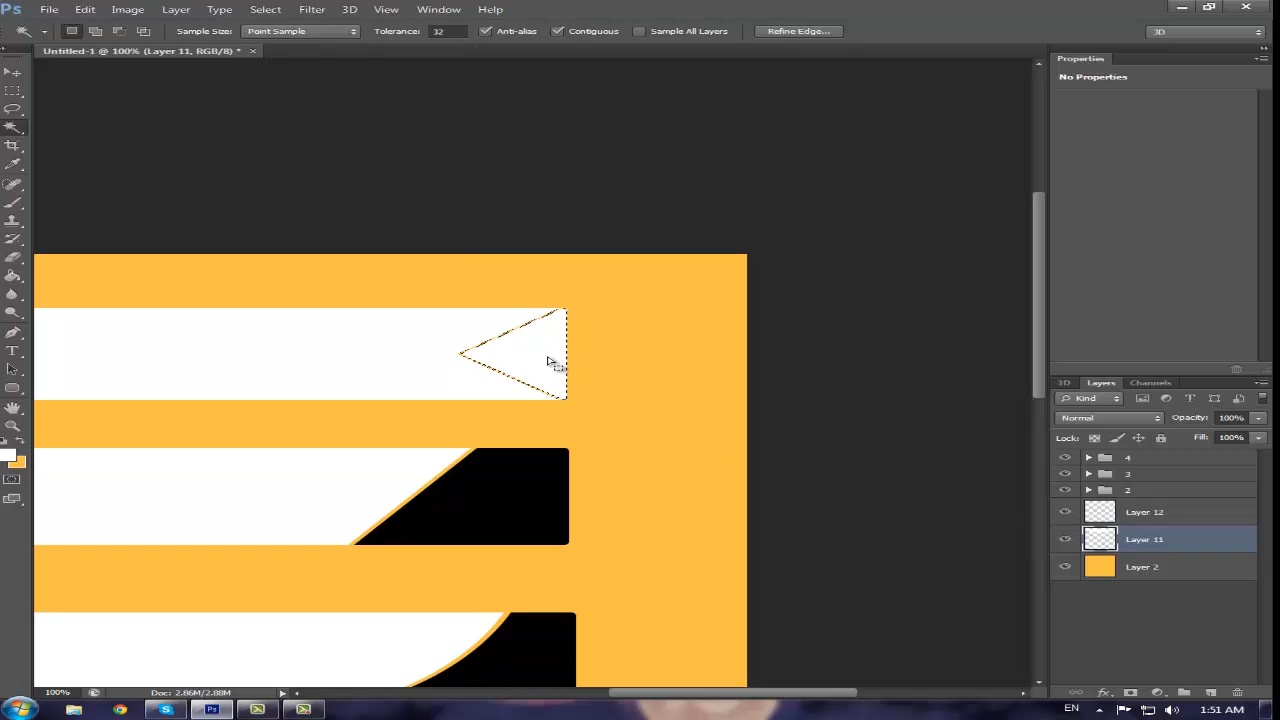 Ps File Edit Image Layer Type Select Filter 3D View Window Help
Sample Size: Point Sample Tolerance: 32 Anti-alias Contiguous Sample All Layers Refine Edge... 3D
Untitled-1 @ 100% (Layer 11, RGB/8) *
Properties
No Properties
3D Layers Channels
Kind
Normal Opacity: 100%
Lock: Fill: 100%
4
3
2
Layer 12
Layer 11
Layer 2
100% Doc: 2.86M/2.88M
Ps EN 1:51 AM